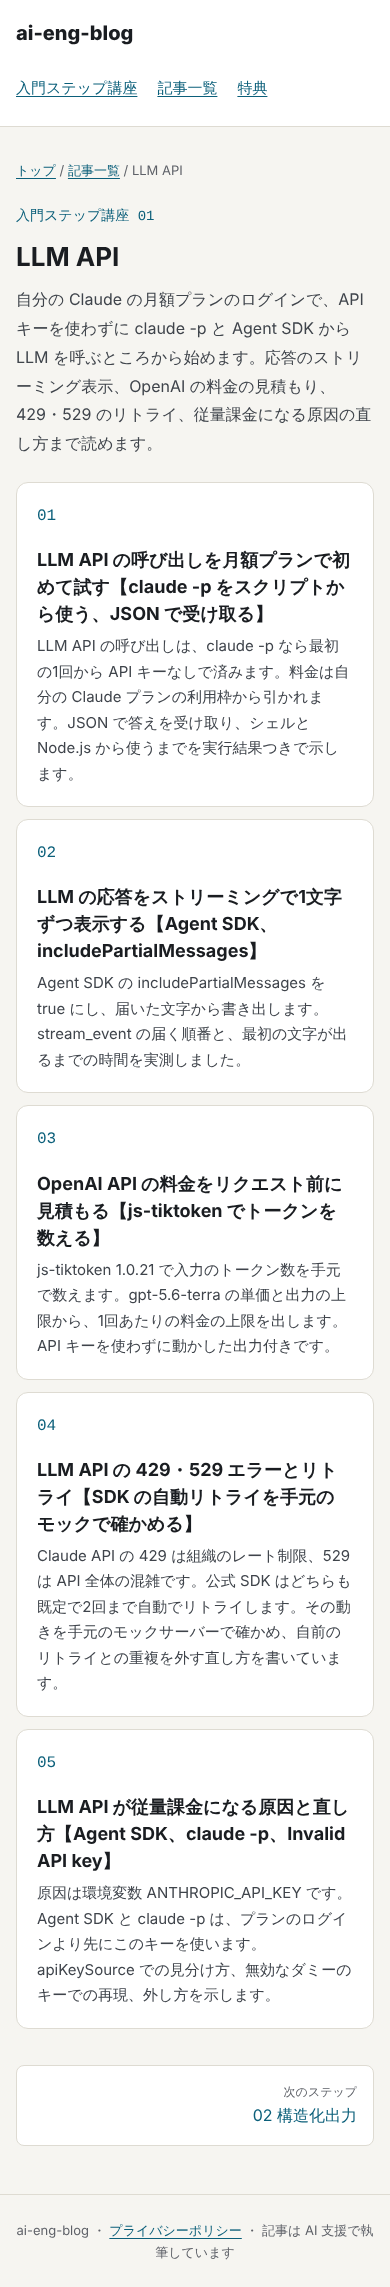 ai-eng-blog
入門ステップ講座 記事一覧 特典
トップ / 記事一覧 / LLM API
入門ステップ講座 01
LLM API
自分の Claude の月額プランのログインで、API
キーを使わずに claude -p と Agent SDK から
LLM を呼ぶところから始めます。応答のストリ
ーミング表示、OpenAI の料金の見積もり、
429・529 のリトライ、従量課金になる原因の直
し方まで読めます。
01
LLM API の呼び出しを月額プランで初
めて試す【claude -p をスクリプトか
ら使う、JSON で受け取る】
LLM API の呼び出しは、claude -p なら最初
の1回から API キーなしで済みます。料金は自
分の Claude プランの利用枠から引かれま
す。JSON で答えを受け取り、シェルと
Node.js から使うまでを実行結果つきで示し
ます。
02
LLM の応答をストリーミングで1文字
ずつ表示する【Agent SDK、
includePartialMessages】
Agent SDK の includePartialMessages を
true にし、届いた文字から書き出します。
stream_event の届く順番と、最初の文字が出
るまでの時間を実測しました。
03
OpenAI API の料金をリクエスト前に
見積もる【js-tiktoken でトークンを
数える】
js-tiktoken 1.0.21 で入力のトークン数を手元
で数えます。gpt-5.6-terra の単価と出力の上
限から、1回あたりの料金の上限を出します。
API キーを使わずに動かした出力付きです。
04
LLM API の 429・529 エラーとリト
ライ【SDK の自動リトライを手元の
モックで確かめる】
Claude API の 429 は組織のレート制限、529
は API 全体の混雑です。公式 SDK はどちらも
既定で2回まで自動でリトライします。その動
きを手元のモックサーバーで確かめ、自前の
リトライとの重複を外す直し方を書いていま
す。
05
LLM API が従量課金になる原因と直し
方【Agent SDK、claude -p、Invalid
API key】
原因は環境変数 ANTHROPIC_API_KEY です。
Agent SDK と claude -p は、プランのログイ
ンより先にこのキーを使います。
apiKeySource での見分け方、無効なダミーの
キーでの再現、外し方を示します。
次のステップ
02 構造化出力
ai-eng-blog ・ プライバシーポリシー ・ 記事は AI 支援で執
筆しています